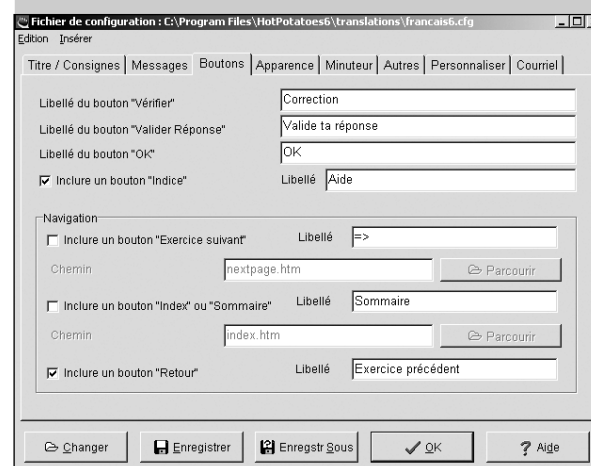 Fichier de configuration : C:\Program Files\HotPotatoes6\translations\francais6.cfg
Edition Insérer
Titre / Consignes Messages Boutons Apparence Minuteur Autres Personnaliser Courriel
Libellé du bouton "Vérifier" Correction
Libellé du bouton "Valider Réponse" Valide ta réponse
Libellé du bouton "OK" OK
Inclure un bouton "Indice" Libellé Aide
Navigation
Inclure un bouton "Exercice suivant" Libellé =>
Chemin nextpage.htm Parcourir
Inclure un bouton "Index" ou "Sommaire" Libellé Sommaire
Chemin index.htm Parcourir
Inclure un bouton "Retour" Libellé Exercice précédent
Changer Enregistrer Enregstr Sous OK Aide